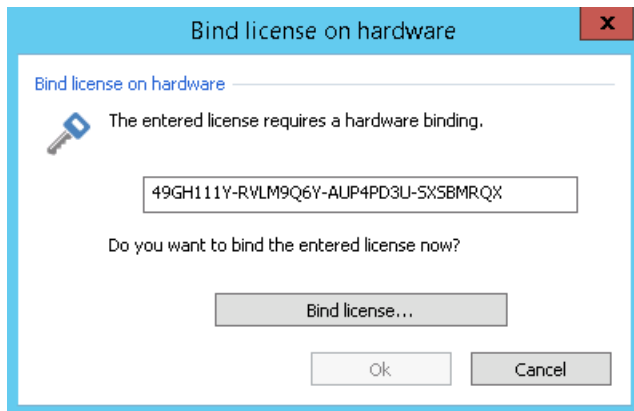 Bind license on hardware
x
Bind license on hardware
The entered license requires a hardware binding.
49GH111Y-RVLM9Q6Y-AUP4PD3U-SXSBMRQX
Do you want to bind the entered license now?
Bind license...
Ok
Cancel